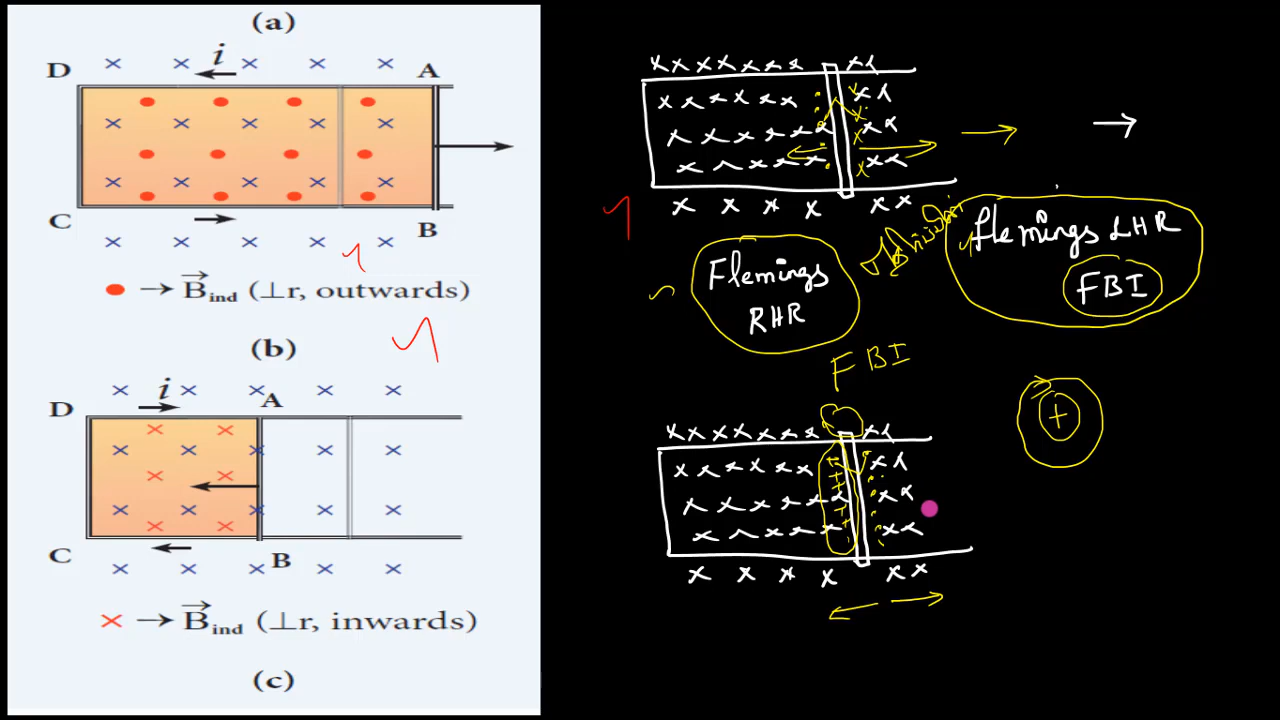 (a)
i
D
A
C
B
→ B⃗ind (⊥r, outwards)
(b)
i
D
A
C
B
× → B⃗ind (⊥r, inwards)
(c)
Flemings
RHR
Flemings LHR
FBI
FBI
+